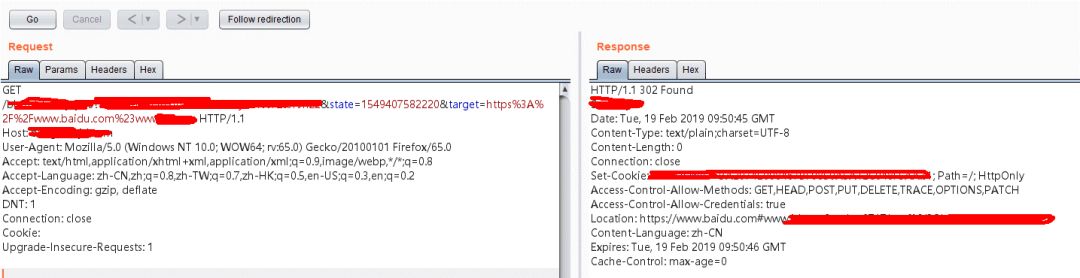 Go
Cancel
<
>
Follow redirection
Request
Raw
Params
Headers
Hex
GET
&state=1549407582220&target=https%3A%
2F%2Fwww.baidu.com%23www HTTP/1.1
Host:
User-Agent: Mozilla/5.0 (Windows NT 10.0; WOW64; rv:65.0) Gecko/20100101 Firefox/65.0
Accept: text/html,application/xhtml+xml,application/xml;q=0.9,image/webp,*/*;q=0.8
Accept-Language: zh-CN,zh;q=0.8,zh-TW;q=0.7,zh-HK;q=0.5,en-US;q=0.3,en;q=0.2
Accept-Encoding: gzip, deflate
DNT: 1
Connection: close
Cookie:
Upgrade-Insecure-Requests: 1
Response
Raw
Headers
Hex
HTTP/1.1 302 Found
Date: Tue, 19 Feb 2019 09:50:45 GMT
Content-Type: text/plain;charset=UTF-8
Content-Length: 0
Connection: close
Set-Cookie: ; Path=/; HttpOnly
Access-Control-Allow-Methods: GET,HEAD,POST,PUT,DELETE,TRACE,OPTIONS,PATCH
Access-Control-Allow-Credentials: true
Location: https://www.baidu.com#www
Content-Language: zh-CN
Expires: Tue, 19 Feb 2019 09:50:46 GMT
Cache-Control: max-age=0